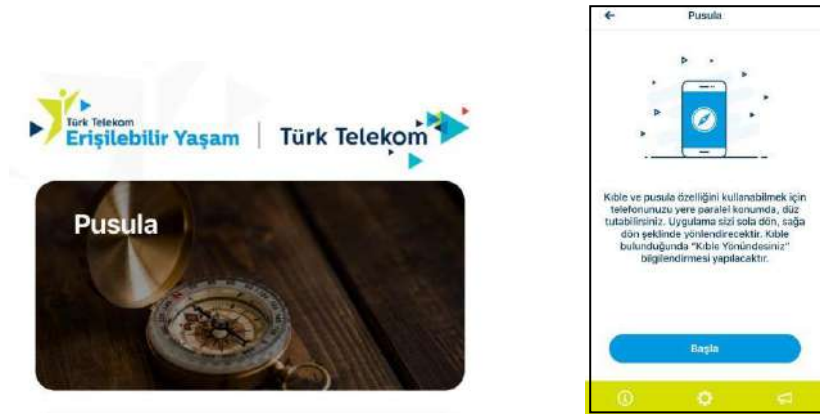 Türk Telekom
Erişilebilir Yaşam
Türk Telekom
Pusula
Pusula
Kıble ve pusula özelliğini kullanabilmek için
telefonunuzu yere paralel konumda, düz
tutabilirsiniz. Uygulama sizi sola dön, sağa
dön şeklinde yönlendirecektir. Kıble
bulunduğunda "Kıble Yönündesiniz"
bilgilendirmesi yapılacaktır.
Başla